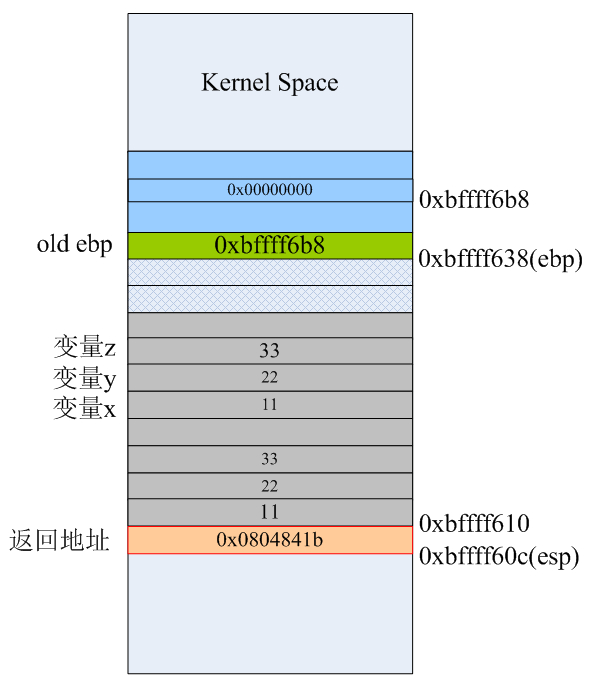 Kernel Space
0x00000000
0xbffff6b8
old ebp
0xbffff6b8
0xbffff638(ebp)
变量z
33
变量y
22
变量x
11
33
22
11
0xbffff610
返回地址
0x0804841b
0xbffff60c(esp)